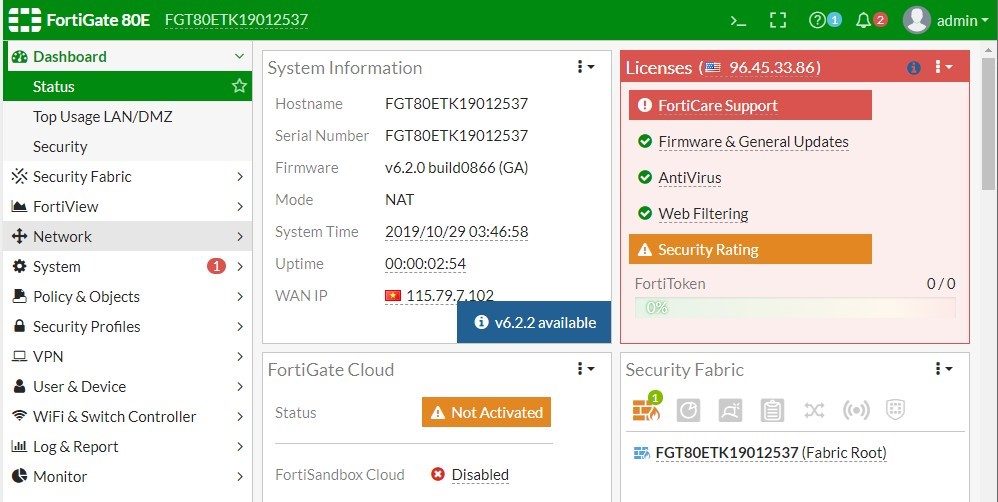 FortiGate 80E FGT80ETK19012537
1 2 admin
Dashboard
Status
Top Usage LAN/DMZ
Security
Security Fabric
FortiView
Network
System 1
Policy & Objects
Security Profiles
VPN
User & Device
WiFi & Switch Controller
Log & Report
Monitor
System Information
Hostname FGT80ETK19012537
Serial Number FGT80ETK19012537
Firmware v6.2.0 build0866 (GA)
Mode NAT
System Time 2019/10/29 03:46:58
Uptime 00:00:02:54
WAN IP 115.79.7.102
v6.2.2 available
Licenses (96.45.33.86)
FortiCare Support
Firmware & General Updates
AntiVirus
Web Filtering
Security Rating
FortiToken 0 / 0
0%
FortiGate Cloud
Status Not Activated
FortiSandbox Cloud Disabled
Security Fabric
1
FGT80ETK19012537 (Fabric Root)